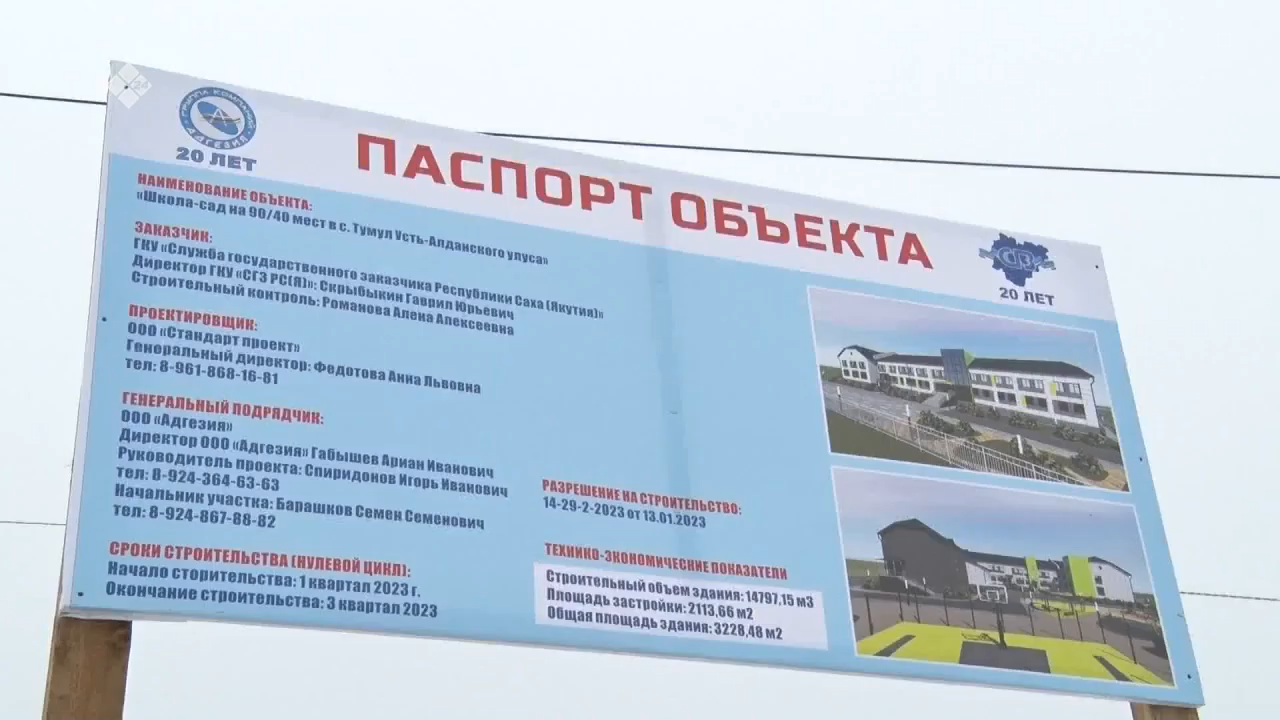 ГРУППА КОМПАНИЙ
АДГЕЗИЯ
20 ЛЕТ
ПАСПОРТ ОБЪЕКТА
СГЗ
20 ЛЕТ
НАИМЕНОВАНИЕ ОБЪЕКТА:
«Школа-сад на 90/40 мест в с. Тумул Усть-Алданского улуса»
ЗАКАЗЧИК:
ГКУ «Служба государственного заказчика Республики Саха (Якутия)»
Директор ГКУ «СГЗ РС(Я)»: Скрыбыкин Гаврил Юрьевич
Строительный контроль: Романова Алена Алексеевна
ПРОЕКТИРОВЩИК:
ООО «Стандарт проект»
Генеральный директор: Федотова Анна Львовна
тел: 8-961-868-16-81
ГЕНЕРАЛЬНЫЙ ПОДРЯДЧИК:
ООО «Адгезия»
Директор ООО «Адгезия» Габышев Ариан Иванович
Руководитель проекта: Спиридонов Игорь Иванович
тел: 8-924-364-63-63
Начальник участка: Барашков Семен Семенович
тел: 8-924-867-88-82
СРОКИ СТРОИТЕЛЬСТВА (НУЛЕВОЙ ЦИКЛ):
Начало сторительства: 1 квартал 2023 г.
Окончание строительства: 3 квартал 2023
РАЗРЕШЕНИЕ НА СТРОИТЕЛЬСТВО:
14-29-2-2023 от 13.01.2023
ТЕХНИКО-ЭКОНОМИЧЕСКИЕ ПОКАЗАТЕЛИ
Строительный объем здания: 14797,15 м3
Площадь застройки: 2113,66 м2
Общая площадь здания: 3228,48 м2